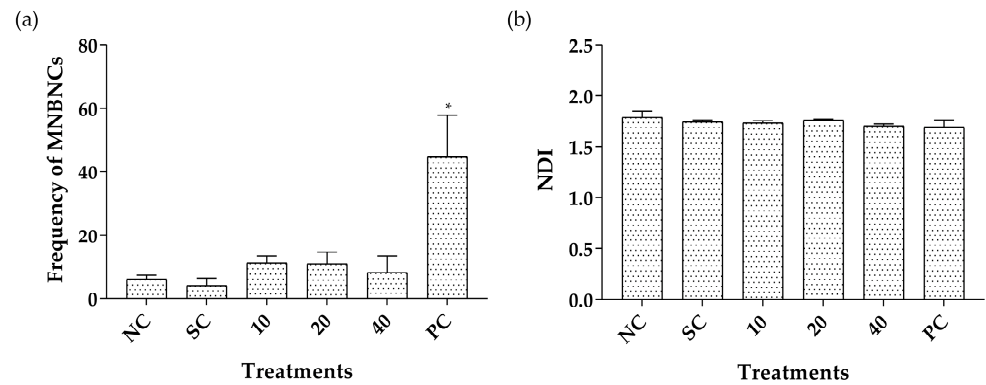 (a)
Frequency of MNBNCs
80
60
40
20
0
*
NC SC 10 20 40 PC
Treatments
(b)
NDI
2.5
2.0
1.5
1.0
0.5
0.0
NC SC 10 20 40 PC
Treatments